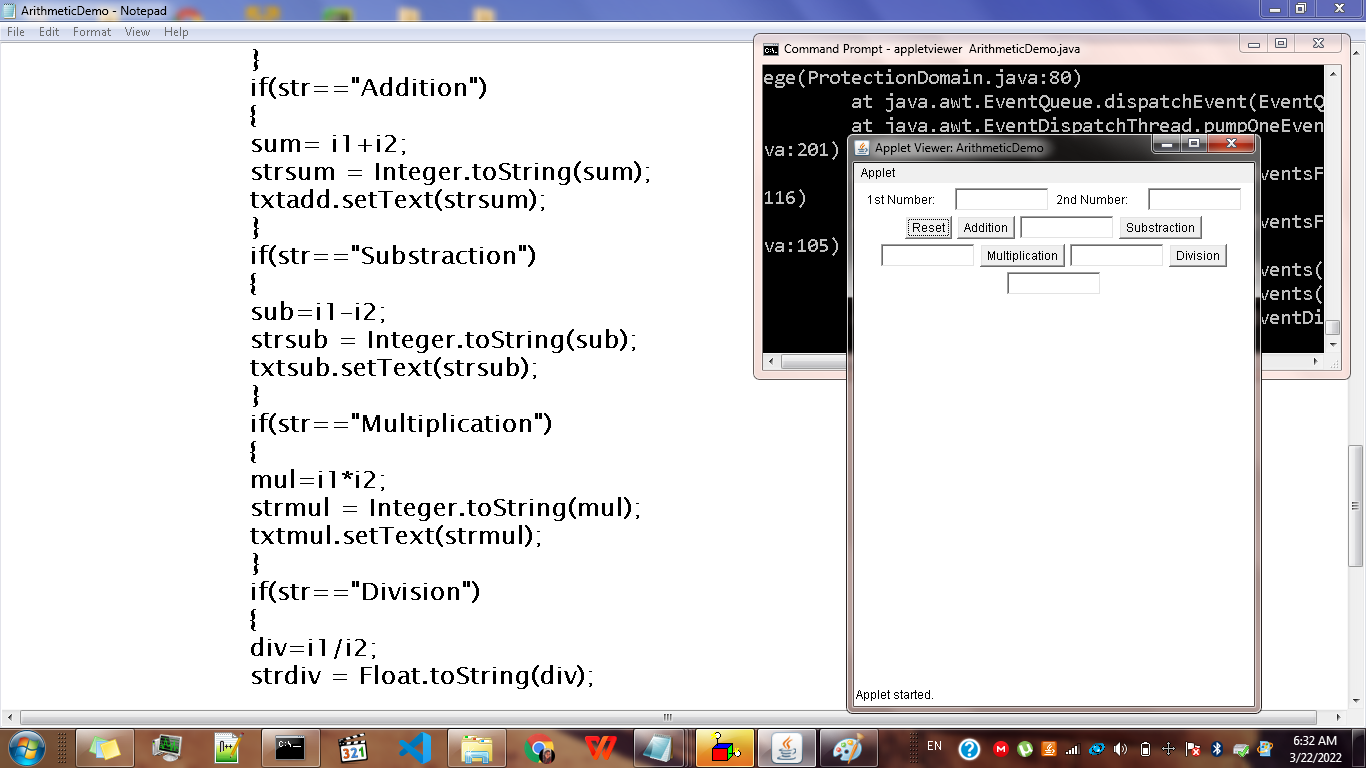 ArithmeticDemo - Notepad
File Edit Format View Help
}
if(str=="Addition")
{
sum= i1+i2;
strsum = Integer.toString(sum);
txtadd.setText(strsum);
}
if(str=="Substraction")
{
sub=i1-i2;
strsub = Integer.toString(sub);
txtsub.setText(strsub);
}
if(str=="Multiplication")
{
mul=i1*i2;
strmul = Integer.toString(mul);
txtmul.setText(strmul);
}
if(str=="Division")
{
div=i1/i2;
strdiv = Float.toString(div);
Command Prompt - appletviewer ArithmeticDemo.java
ege(ProtectionDomain.java:80)
at java.awt.EventQueue.dispatchEvent(EventQ
at java.awt.EventDispatchThread.pumpOneEven
va:201)
ventsF
116)
ventsF
va:105)
vents(
vents(
ventDi
Applet Viewer: ArithmeticDemo
Applet
1st Number: 2nd Number:
Reset Addition Substraction
Multiplication Division
Applet started.
321
EN
6:32 AM
3/22/2022